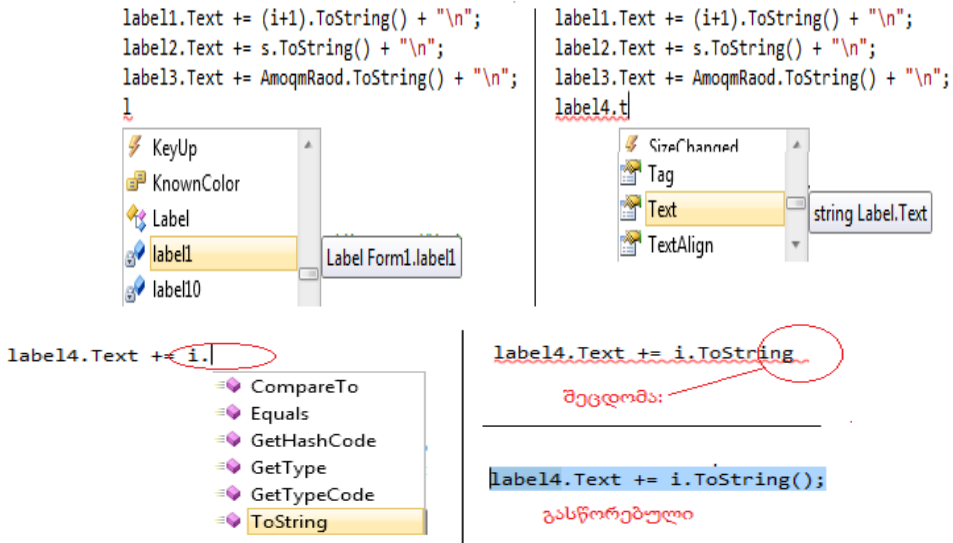 label1.Text += (i+1).ToString() + "\n";
label2.Text += s.ToString() + "\n";
label3.Text += AmoqmRaod.ToString() + "\n";
l
KeyUp
KnownColor
Label
label1
label10
Label Form1.label1
label1.Text += (i+1).ToString() + "\n";
label2.Text += s.ToString() + "\n";
label3.Text += AmoqmRaod.ToString() + "\n";
label4.t
SizeChanged
Tag
Text
TextAlign
string Label.Text
label4.Text += i.
CompareTo
Equals
GetHashCode
GetType
GetTypeCode
ToString
label4.Text += i.ToString
შეცდომა:
label4.Text += i.ToString();
გასწორებული